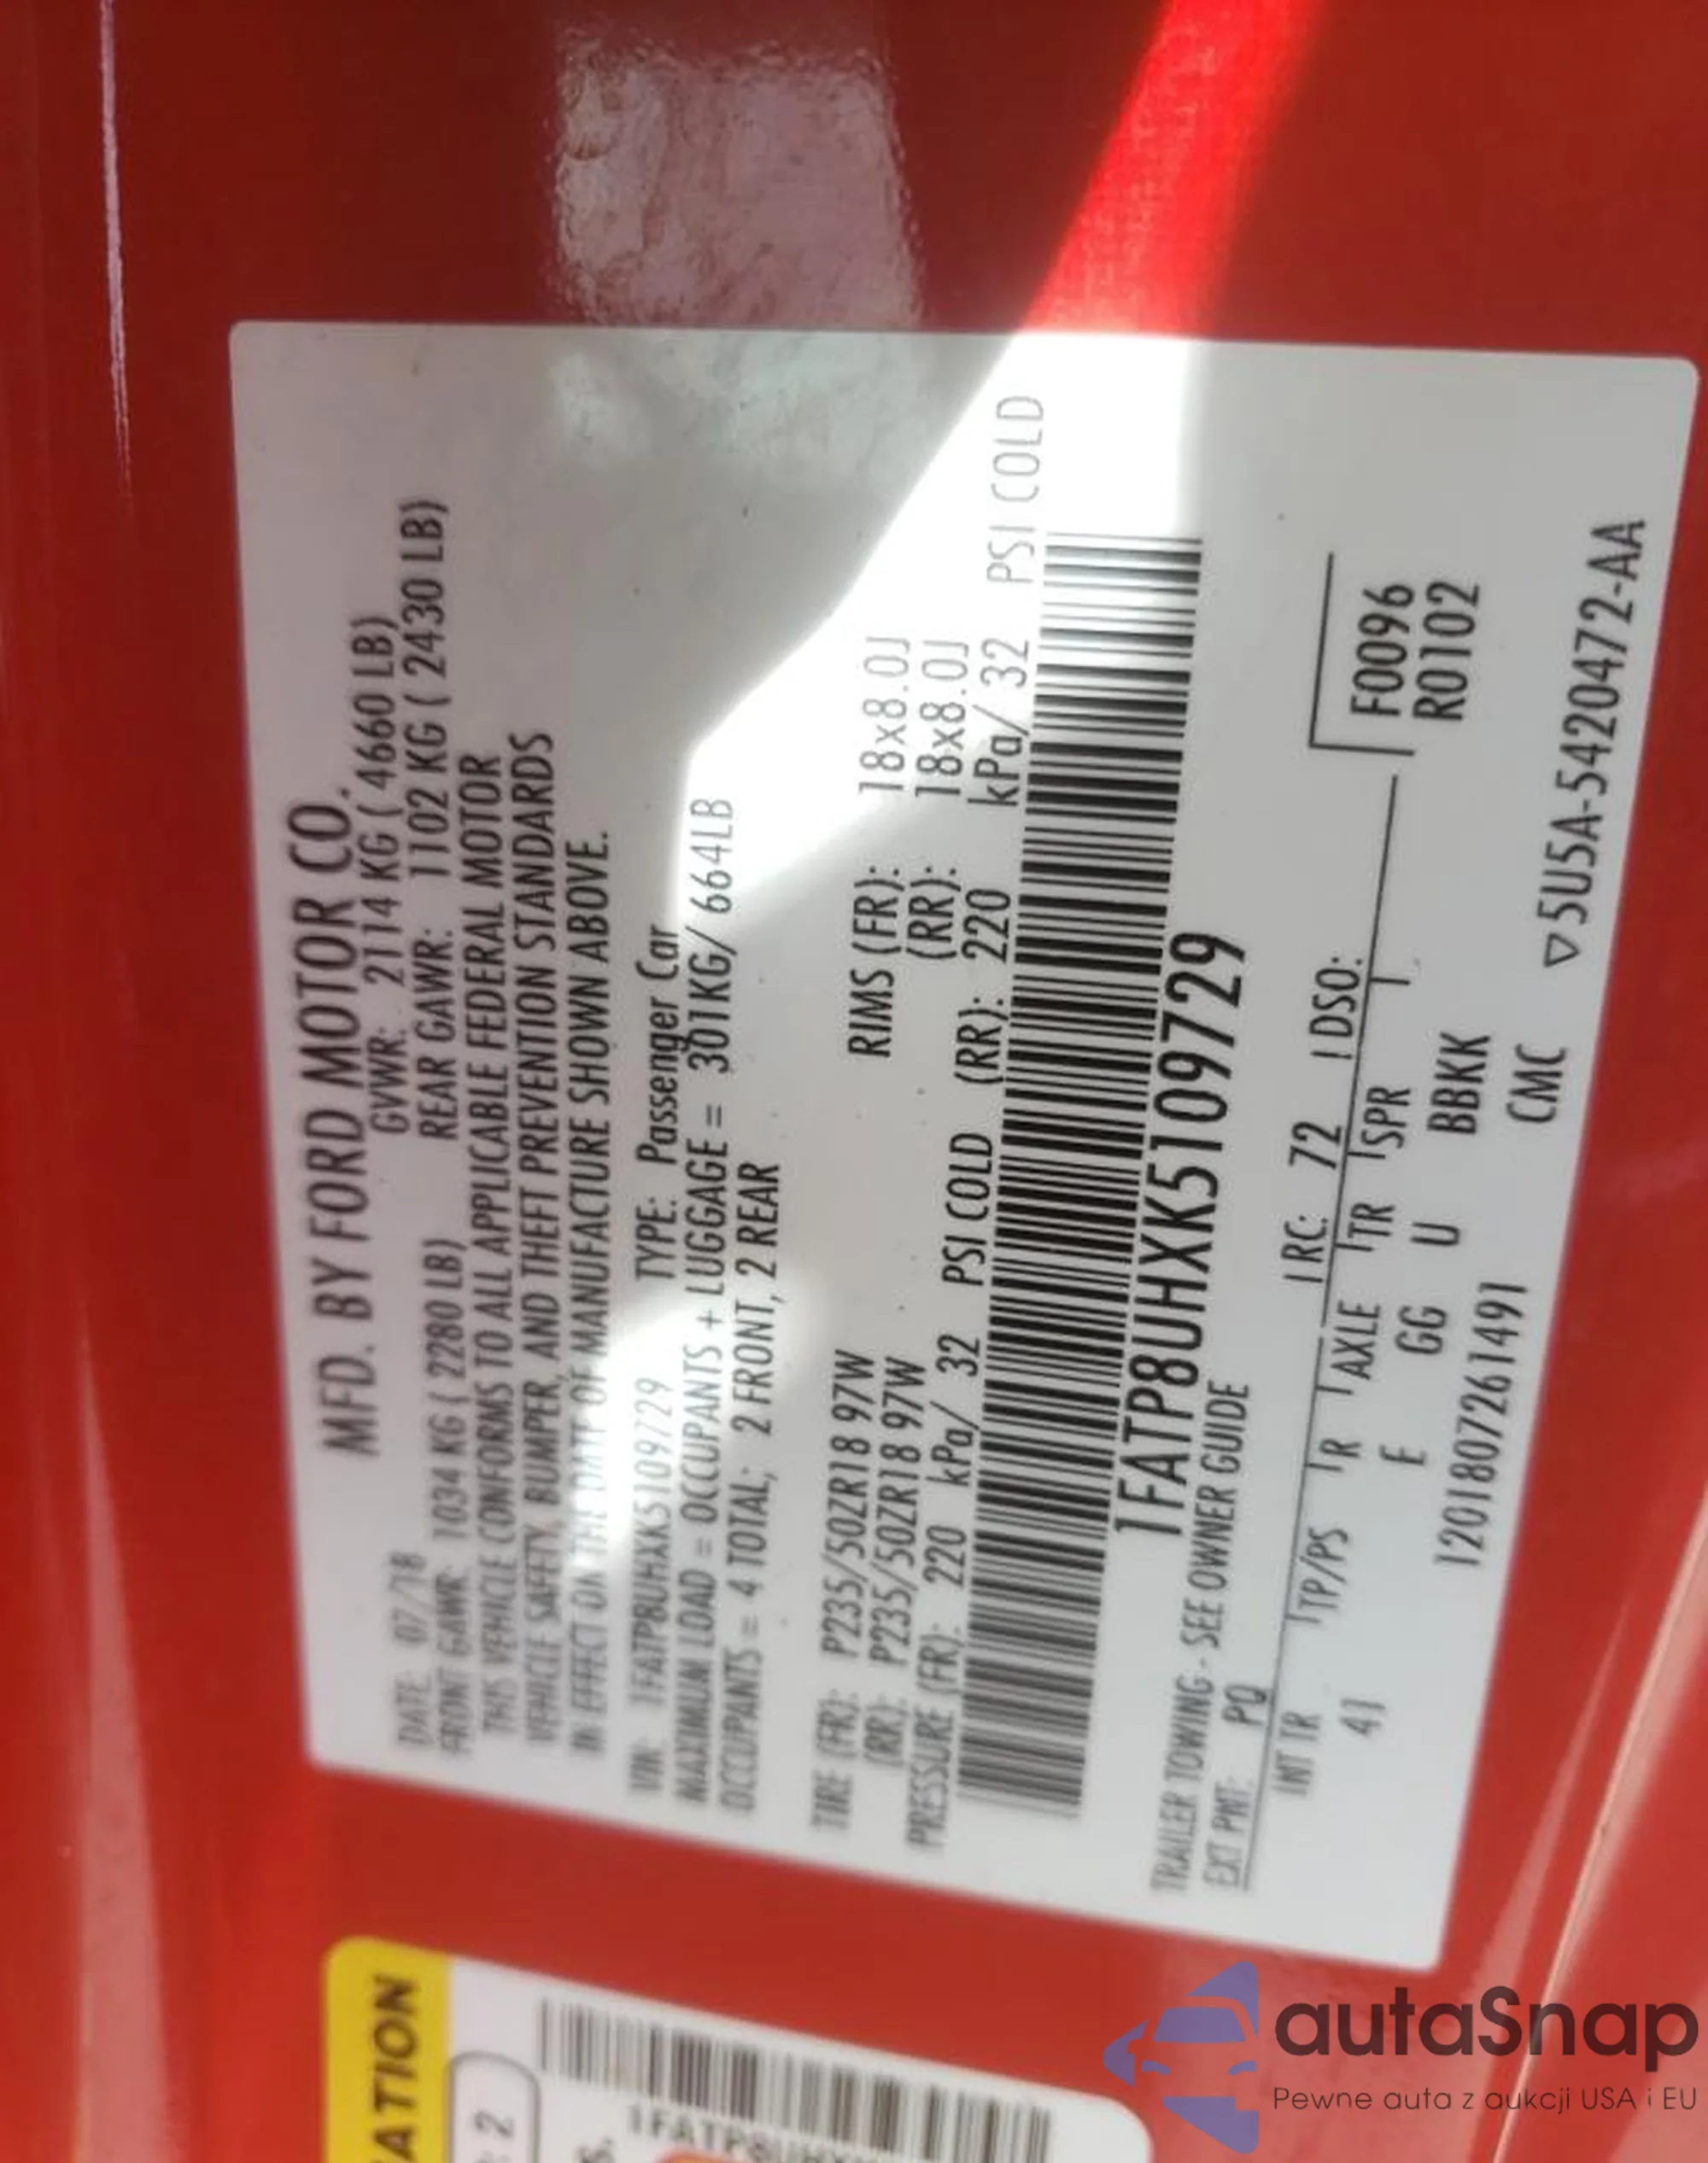 MFD. BY FORD MOTOR CO.
DATE: 07/18 GVWR: 2114 KG ( 4660 LB)
FRONT GAWR: 1034 KG ( 2280 LB) REAR GAWR: 1102 KG ( 2430 LB)
THIS VEHICLE CONFORMS TO ALL APPLICABLE FEDERAL MOTOR
VEHICLE SAFETY, BUMPER, AND THEFT PREVENTION STANDARDS
IN EFFECT ON THE DATE OF MANUFACTURE SHOWN ABOVE.
VIN: 1FATP8UHXK5109729 TYPE: Passenger Car
MAXIMUM LOAD = OCCUPANTS + LUGGAGE = 301KG/ 664LB
OCCUPANTS = 4 TOTAL; 2 FRONT, 2 REAR
TIRE (FR): P235/50ZR18 97W RIMS (FR): 18x8.0J
(RR): P235/50ZR18 97W (RR): 18x8.0J
PRESSURE (FR): 220 kPa/ 32 PSI COLD (RR): 220 kPa/ 32 PSI COLD
1FATP8UHXK5109729
TRAILER TOWING - SEE OWNER GUIDE
EXT PNT: PQ RC: 72 DSO:
INT TR TP/PS R AXLE TR SPR F0096
41 E GG U BBKK R0102
1201807261491 CMC
▽5U5A-5420472-AA
ATION
: 2
1FATP8UHX
autaSnap
Pewne auta z aukcji USA i EU